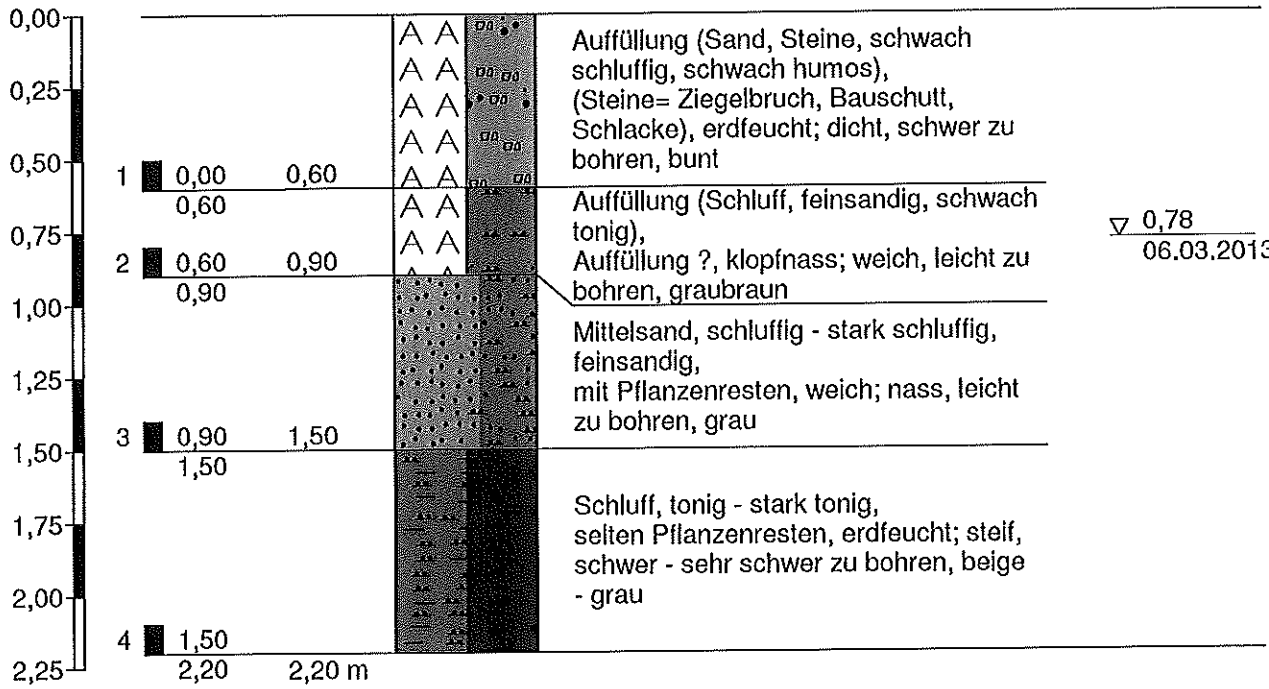 0,00
0,25
0,50
0,75
1,00
1,25
1,50
1,75
2,00
2,25
1 0,00 0,60
0,60
2 0,60 0,90
0,90
3 0,90 1,50
1,50
4 1,50
2,20 2,20 m
Auffüllung (Sand, Steine, schwach
schluffig, schwach humos),
(Steine= Ziegelbruch, Bauschutt,
Schlacke), erdfeucht; dicht, schwer zu
bohren, bunt
Auffüllung (Schluff, feinsandig, schwach
tonig),
Auffüllung ?, klopfnass; weich, leicht zu
bohren, graubraun
Mittelsand, schluffig - stark schluffig,
feinsandig,
mit Pflanzenresten, weich; nass, leicht
zu bohren, grau
Schluff, tonig - stark tonig,
selten Pflanzenresten, erdfeucht; steif,
schwer - sehr schwer zu bohren, beige
- grau
0,78
06.03.2013